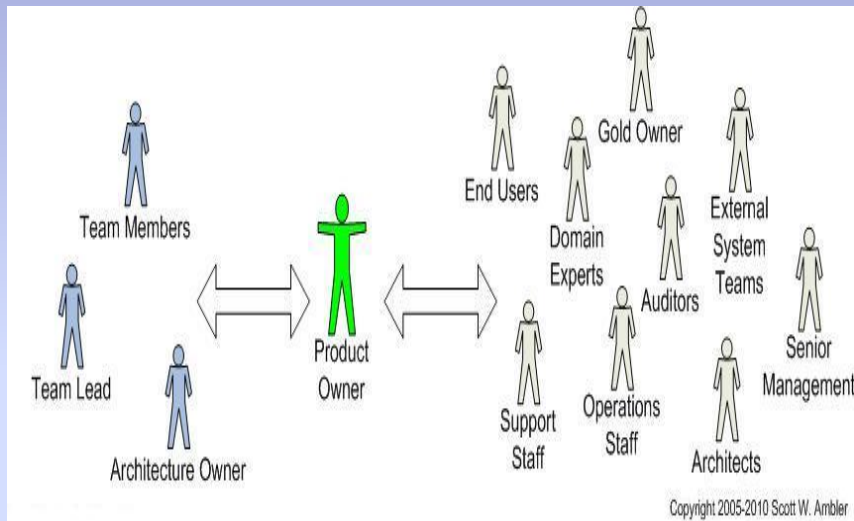 Gold Owner
End Users
Team Members
Domain
Experts
External
System
Teams
Auditors
Product
Owner
Team Lead
Senior
Management
Support
Staff
Operations
Staff
Architecture Owner
Architects
Copyright 2005-2010 Scott W. Ambler